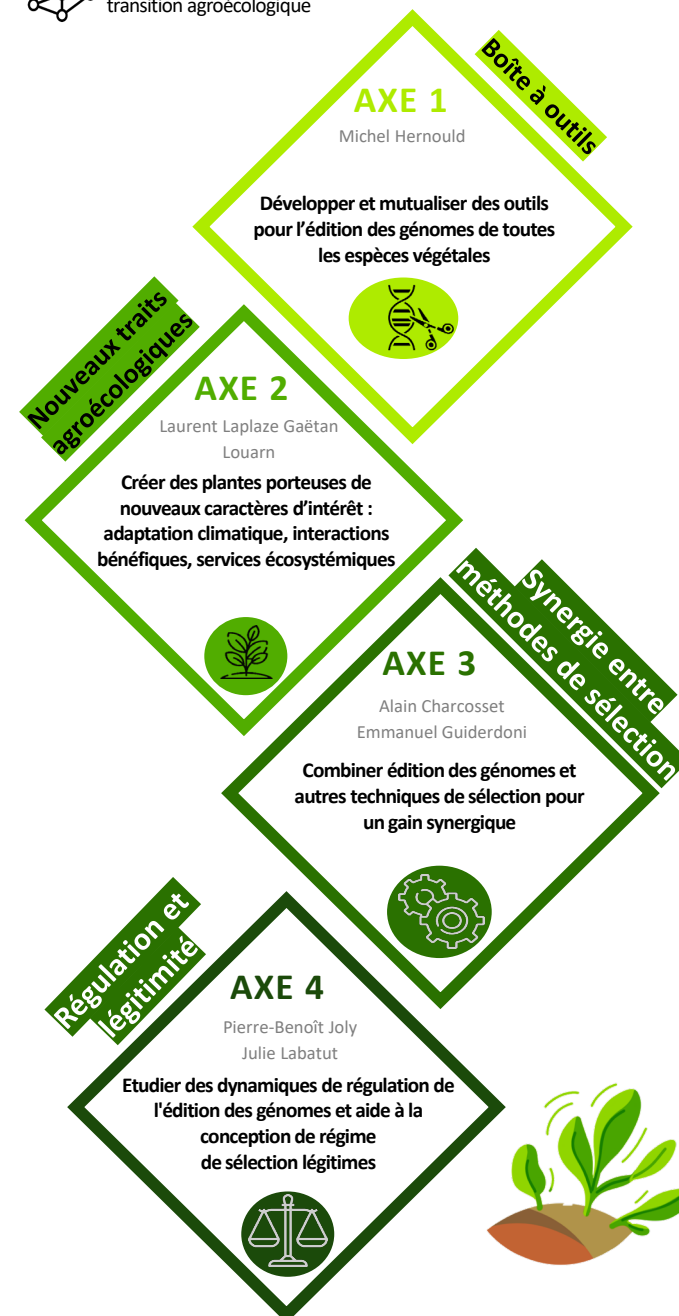 transition agroécologique
AXE 1
Michel Hernould
Boîte à outils
Développer et mutualiser des outils
pour l'édition des génomes de toutes
les espèces végétales
Nouveaux traits
agroécologiques
AXE 2
Laurent Laplaze Gaëtan
Louarn
Créer des plantes porteuses de
nouveaux caractères d'intérêt :
adaptation climatique, interactions
bénéfiques, services écosystémiques
Synergie entre
méthodes de sélection
AXE 3
Alain Charcosset
Emmanuel Guiderdoni
Combiner édition des génomes et
autres techniques de sélection pour
un gain synergique
Régulation et
légitimité
AXE 4
Pierre-Benoît Joly
Julie Labatut
Etudier des dynamiques de régulation de
l'édition des génomes et aide à la
conception de régime
de sélection légitimes